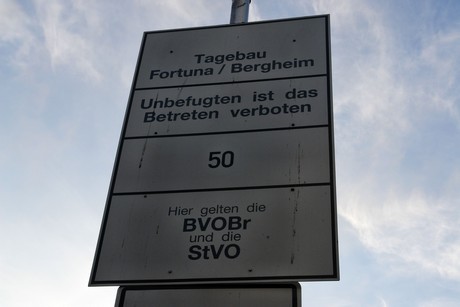 Tagebau
Fortuna / Bergheim
Unbefugten ist das
Betreten verboten
50
Hier gelten die
BVOBr
und die
StVO